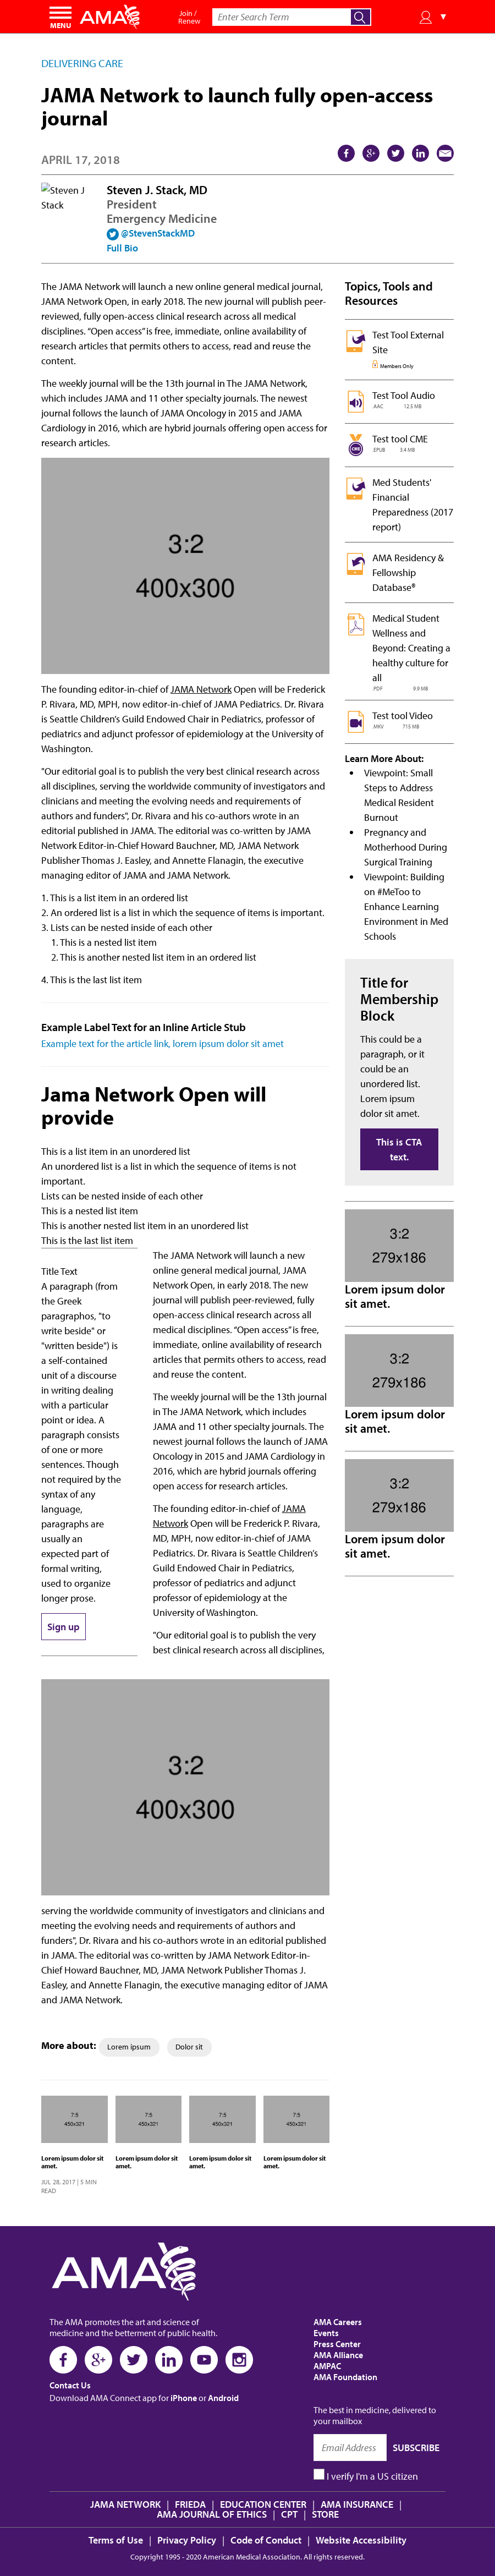 MENU
AMA
Join /
Renew
Enter Search Term
▼
DELIVERING CARE
JAMA Network to launch fully open-access
journal
APRIL 17, 2018
Steven J
Stack
Steven J. Stack, MD
President
Emergency Medicine
@StevenStackMD
Full Bio
The JAMA Network will launch a new online general medical journal,
JAMA Network Open, in early 2018. The new journal will publish peer-
reviewed, fully open-access clinical research across all medical
disciplines. “Open access” is free, immediate, online availability of
research articles that permits others to access, read and reuse the
content.
The weekly journal will be the 13th journal in The JAMA Network,
which includes JAMA and 11 other specialty journals. The newest
journal follows the launch of JAMA Oncology in 2015 and JAMA
Cardiology in 2016, which are hybrid journals offering open access for
research articles.
3:2
400x300
The founding editor-in-chief of JAMA Network Open will be Frederick
P. Rivara, MD, MPH, now editor-in-chief of JAMA Pediatrics. Dr. Rivara
is Seattle Children’s Guild Endowed Chair in Pediatrics, professor of
pediatrics and adjunct professor of epidemiology at the University of
Washington.
"Our editorial goal is to publish the very best clinical research across
all disciplines, serving the worldwide community of investigators and
clinicians and meeting the evolving needs and requirements of
authors and funders", Dr. Rivara and his co-authors wrote in an
editorial published in JAMA. The editorial was co-written by JAMA
Network Editor-in-Chief Howard Bauchner, MD, JAMA Network
Publisher Thomas J. Easley, and Annette Flanagin, the executive
managing editor of JAMA and JAMA Network.
1. This is a list item in an ordered list
2. An ordered list is a list in which the sequence of items is important.
3. Lists can be nested inside of each other
1. This is a nested list item
2. This is another nested list item in an ordered list
4. This is the last list item
Example Label Text for an Inline Article Stub
Example text for the article link, lorem ipsum dolor sit amet
Jama Network Open will
provide
This is a list item in an unordered list
An unordered list is a list in which the sequence of items is not
important.
Lists can be nested inside of each other
This is a nested list item
This is another nested list item in an unordered list
This is the last list item
Title Text
A paragraph (from
the Greek
paragraphos, "to
write beside" or
"written beside") is
a self-contained
unit of a discourse
in writing dealing
with a particular
point or idea. A
paragraph consists
of one or more
sentences. Though
not required by the
syntax of any
language,
paragraphs are
usually an
expected part of
formal writing,
used to organize
longer prose.
Sign up
The JAMA Network will launch a new
online general medical journal, JAMA
Network Open, in early 2018. The new
journal will publish peer-reviewed, fully
open-access clinical research across all
medical disciplines. “Open access” is free,
immediate, online availability of research
articles that permits others to access, read
and reuse the content.
The weekly journal will be the 13th journal
in The JAMA Network, which includes
JAMA and 11 other specialty journals. The
newest journal follows the launch of JAMA
Oncology in 2015 and JAMA Cardiology in
2016, which are hybrid journals offering
open access for research articles.
The founding editor-in-chief of JAMA
Network Open will be Frederick P. Rivara,
MD, MPH, now editor-in-chief of JAMA
Pediatrics. Dr. Rivara is Seattle Children’s
Guild Endowed Chair in Pediatrics,
professor of pediatrics and adjunct
professor of epidemiology at the
University of Washington.
"Our editorial goal is to publish the very
best clinical research across all disciplines,
3:2
400x300
serving the worldwide community of investigators and clinicians and
meeting the evolving needs and requirements of authors and
funders", Dr. Rivara and his co-authors wrote in an editorial published
in JAMA. The editorial was co-written by JAMA Network Editor-in-
Chief Howard Bauchner, MD, JAMA Network Publisher Thomas J.
Easley, and Annette Flanagin, the executive managing editor of JAMA
and JAMA Network.
More about: Lorem ipsum Dolor sit
7:5
450x321
Lorem ipsum dolor sit
amet.
JUL 28, 2017 | 5 MIN
READ
7:5
450x321
Lorem ipsum dolor sit
amet.
7:5
450x321
Lorem ipsum dolor sit
amet.
7:5
450x321
Lorem ipsum dolor sit
amet.
Topics, Tools and
Resources
Test Tool External
Site
Members Only
Test Tool Audio
.AAC 12.5 MB
CME
Test tool CME
.EPUB 3.4 MB
Med Students'
Financial
Preparedness (2017
report)
AMA Residency &
Fellowship
Database®
Medical Student
Wellness and
Beyond: Creating a
healthy culture for
all
.PDF 9.9 MB
Test tool Video
.MKV 715 MB
Learn More About:
• Viewpoint: Small
Steps to Address
Medical Resident
Burnout
• Pregnancy and
Motherhood During
Surgical Training
• Viewpoint: Building
on #MeToo to
Enhance Learning
Environment in Med
Schools
Title for
Membership
Block
This could be a
paragraph, or it
could be an
unordered list.
Lorem ipsum
dolor sit amet.
This is CTA
text.
3:2
279x186
Lorem ipsum dolor
sit amet.
3:2
279x186
Lorem ipsum dolor
sit amet.
3:2
279x186
Lorem ipsum dolor
sit amet.
AMA
The AMA promotes the art and science of
medicine and the betterment of public health.
Contact Us
Download AMA Connect app for iPhone or Android
AMA Careers
Events
Press Center
AMA Alliance
AMPAC
AMA Foundation
The best in medicine, delivered to
your mailbox
Email Address SUBSCRIBE
I verify I'm a US citizen
JAMA NETWORK | FRIEDA | EDUCATION CENTER | AMA INSURANCE |
AMA JOURNAL OF ETHICS | CPT | STORE
Terms of Use | Privacy Policy | Code of Conduct | Website Accessibility
Copyright 1995 - 2020 American Medical Association. All rights reserved.